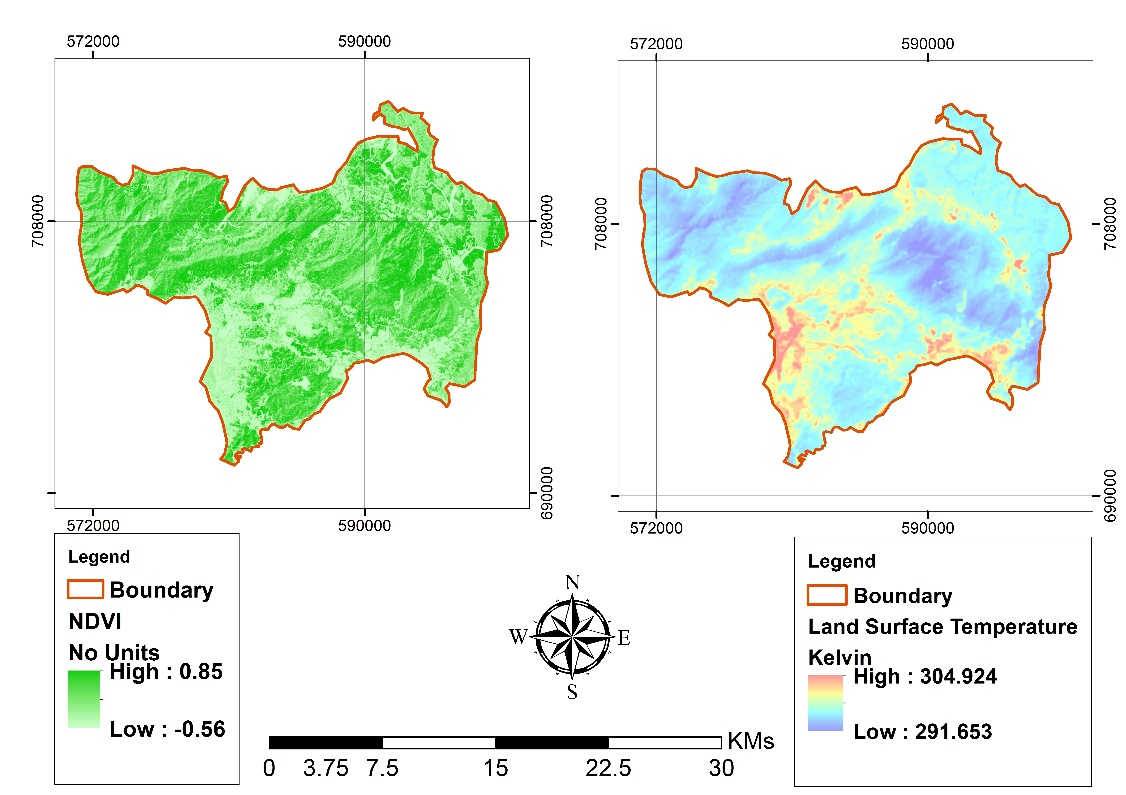 572000
590000
572000
590000
708000
708000
708000
708000
690000
690000
572000
590000
572000
590000
Legend
Boundary
NDVI
No Units
High : 0.85
Low : -0.56
N
W
E
S
KMs
0 3.75 7.5 15 22.5 30
Legend
Boundary
Land Surface Temperature
Kelvin
High : 304.924
Low : 291.653